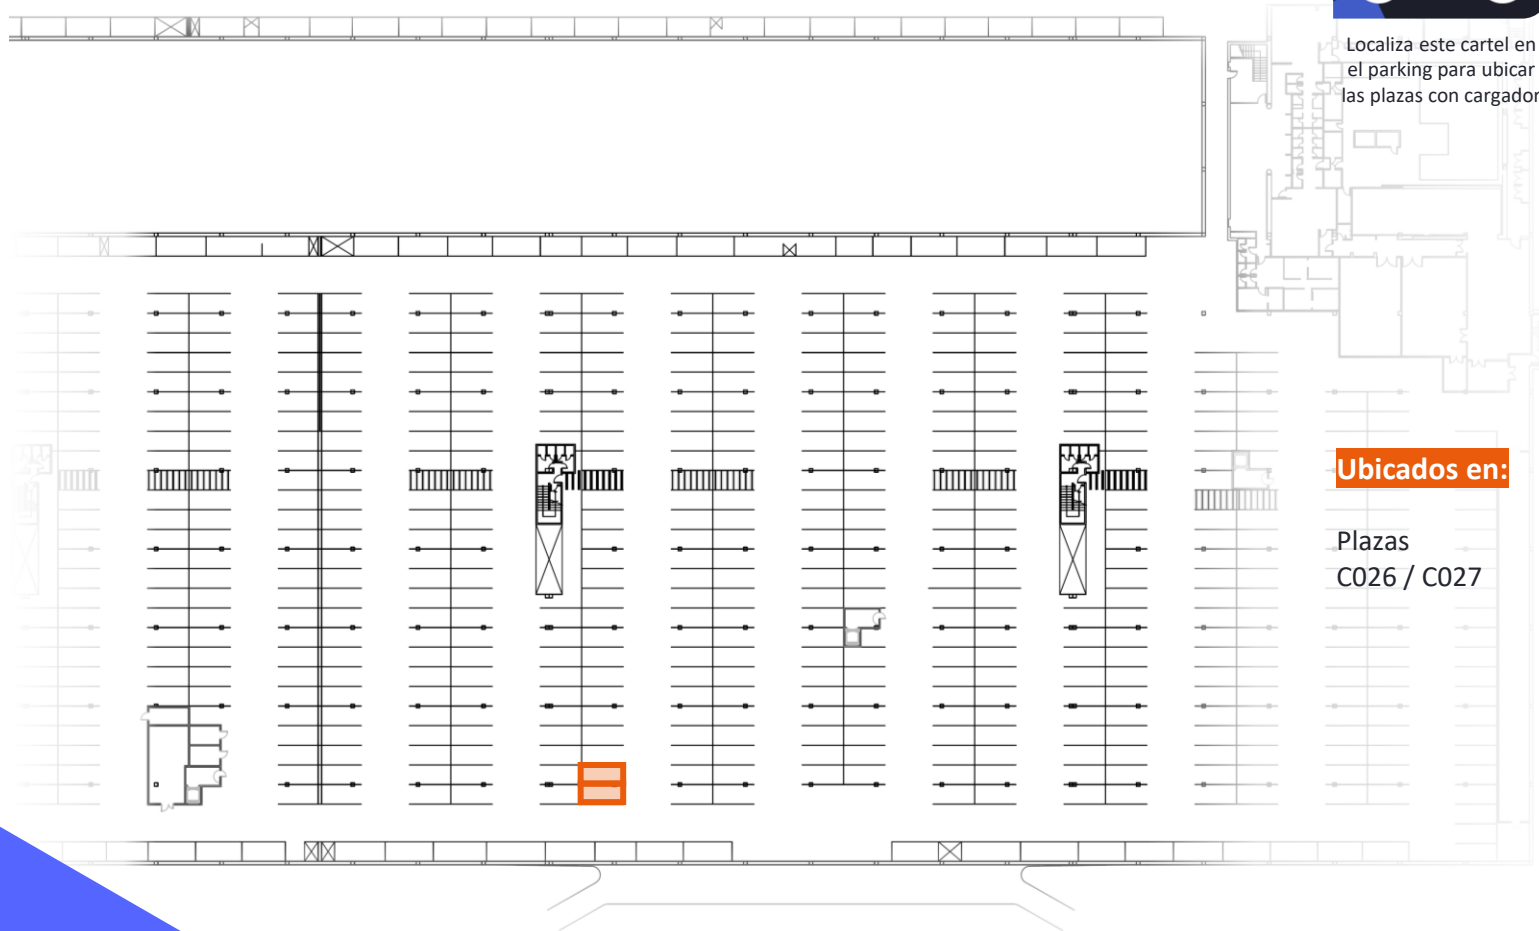 Localiza este cartel en
el parking para ubicar
las plazas con cargador
Ubicados en:
Plazas
C026 / C027